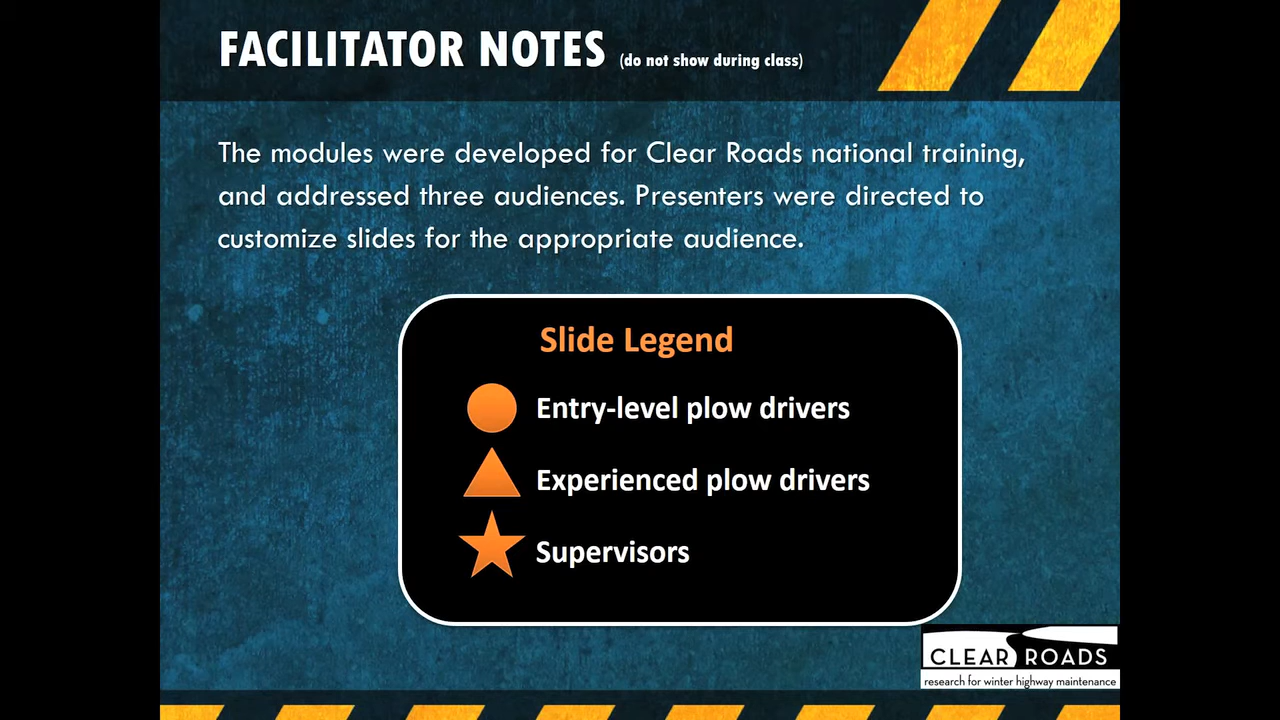 FACILITATOR NOTES (do not show during class)
The modules were developed for Clear Roads national training,
and addressed three audiences. Presenters were directed to
customize slides for the appropriate audience.
Slide Legend
Entry-level plow drivers
Experienced plow drivers
Supervisors
CLEAR ROADS
research for winter highway maintenance